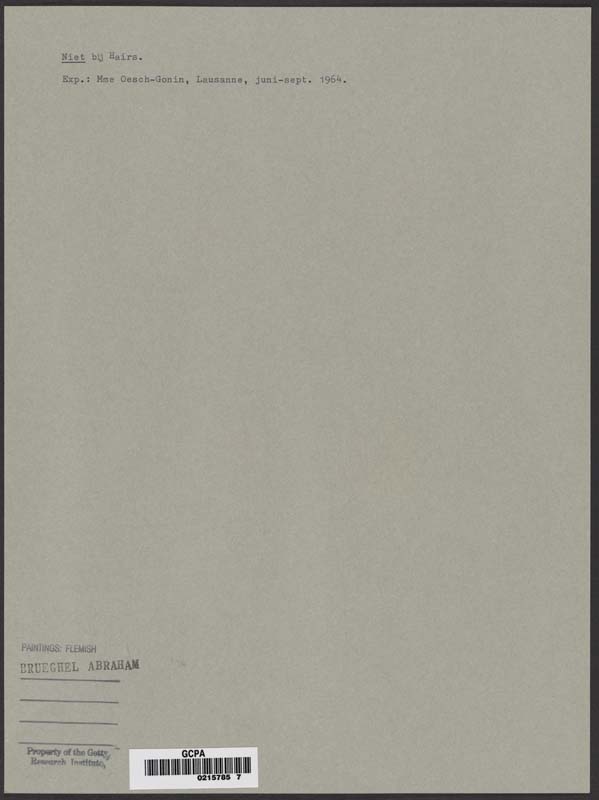 Niet bij Hairs.
Exp.: Mme Oesch-Gonin, Lausanne, juni-sept. 1964.
PAINTINGS: FLEMISH
BRUEGHEL ABRAHAM
Property of the Getty
Research Institute,
GCPA
0215785 7